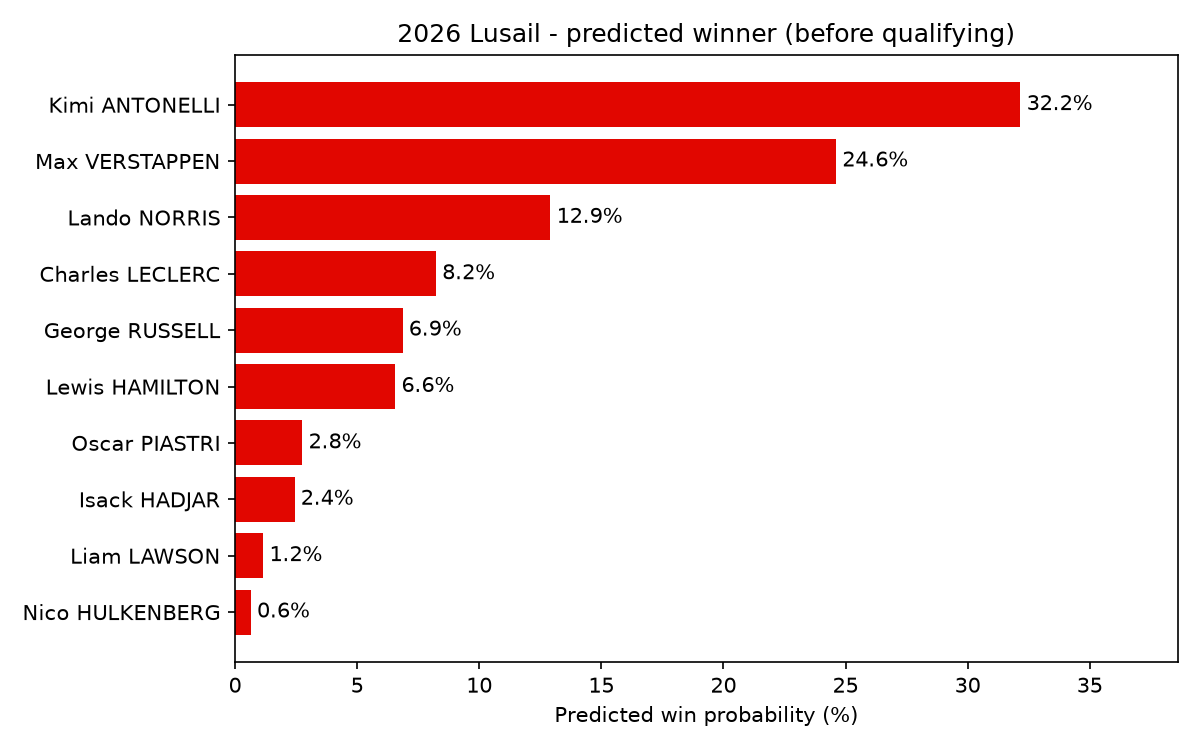 2026 Lusail - predicted winner (before qualifying)
Kimi ANTONELLI 32.2%
Max VERSTAPPEN 24.6%
Lando NORRIS 12.9%
Charles LECLERC 8.2%
George RUSSELL 6.9%
Lewis HAMILTON 6.6%
Oscar PIASTRI 2.8%
Isack HADJAR 2.4%
Liam LAWSON 1.2%
Nico HULKENBERG 0.6%
0 5 10 15 20 25 30 35
Predicted win probability (%)